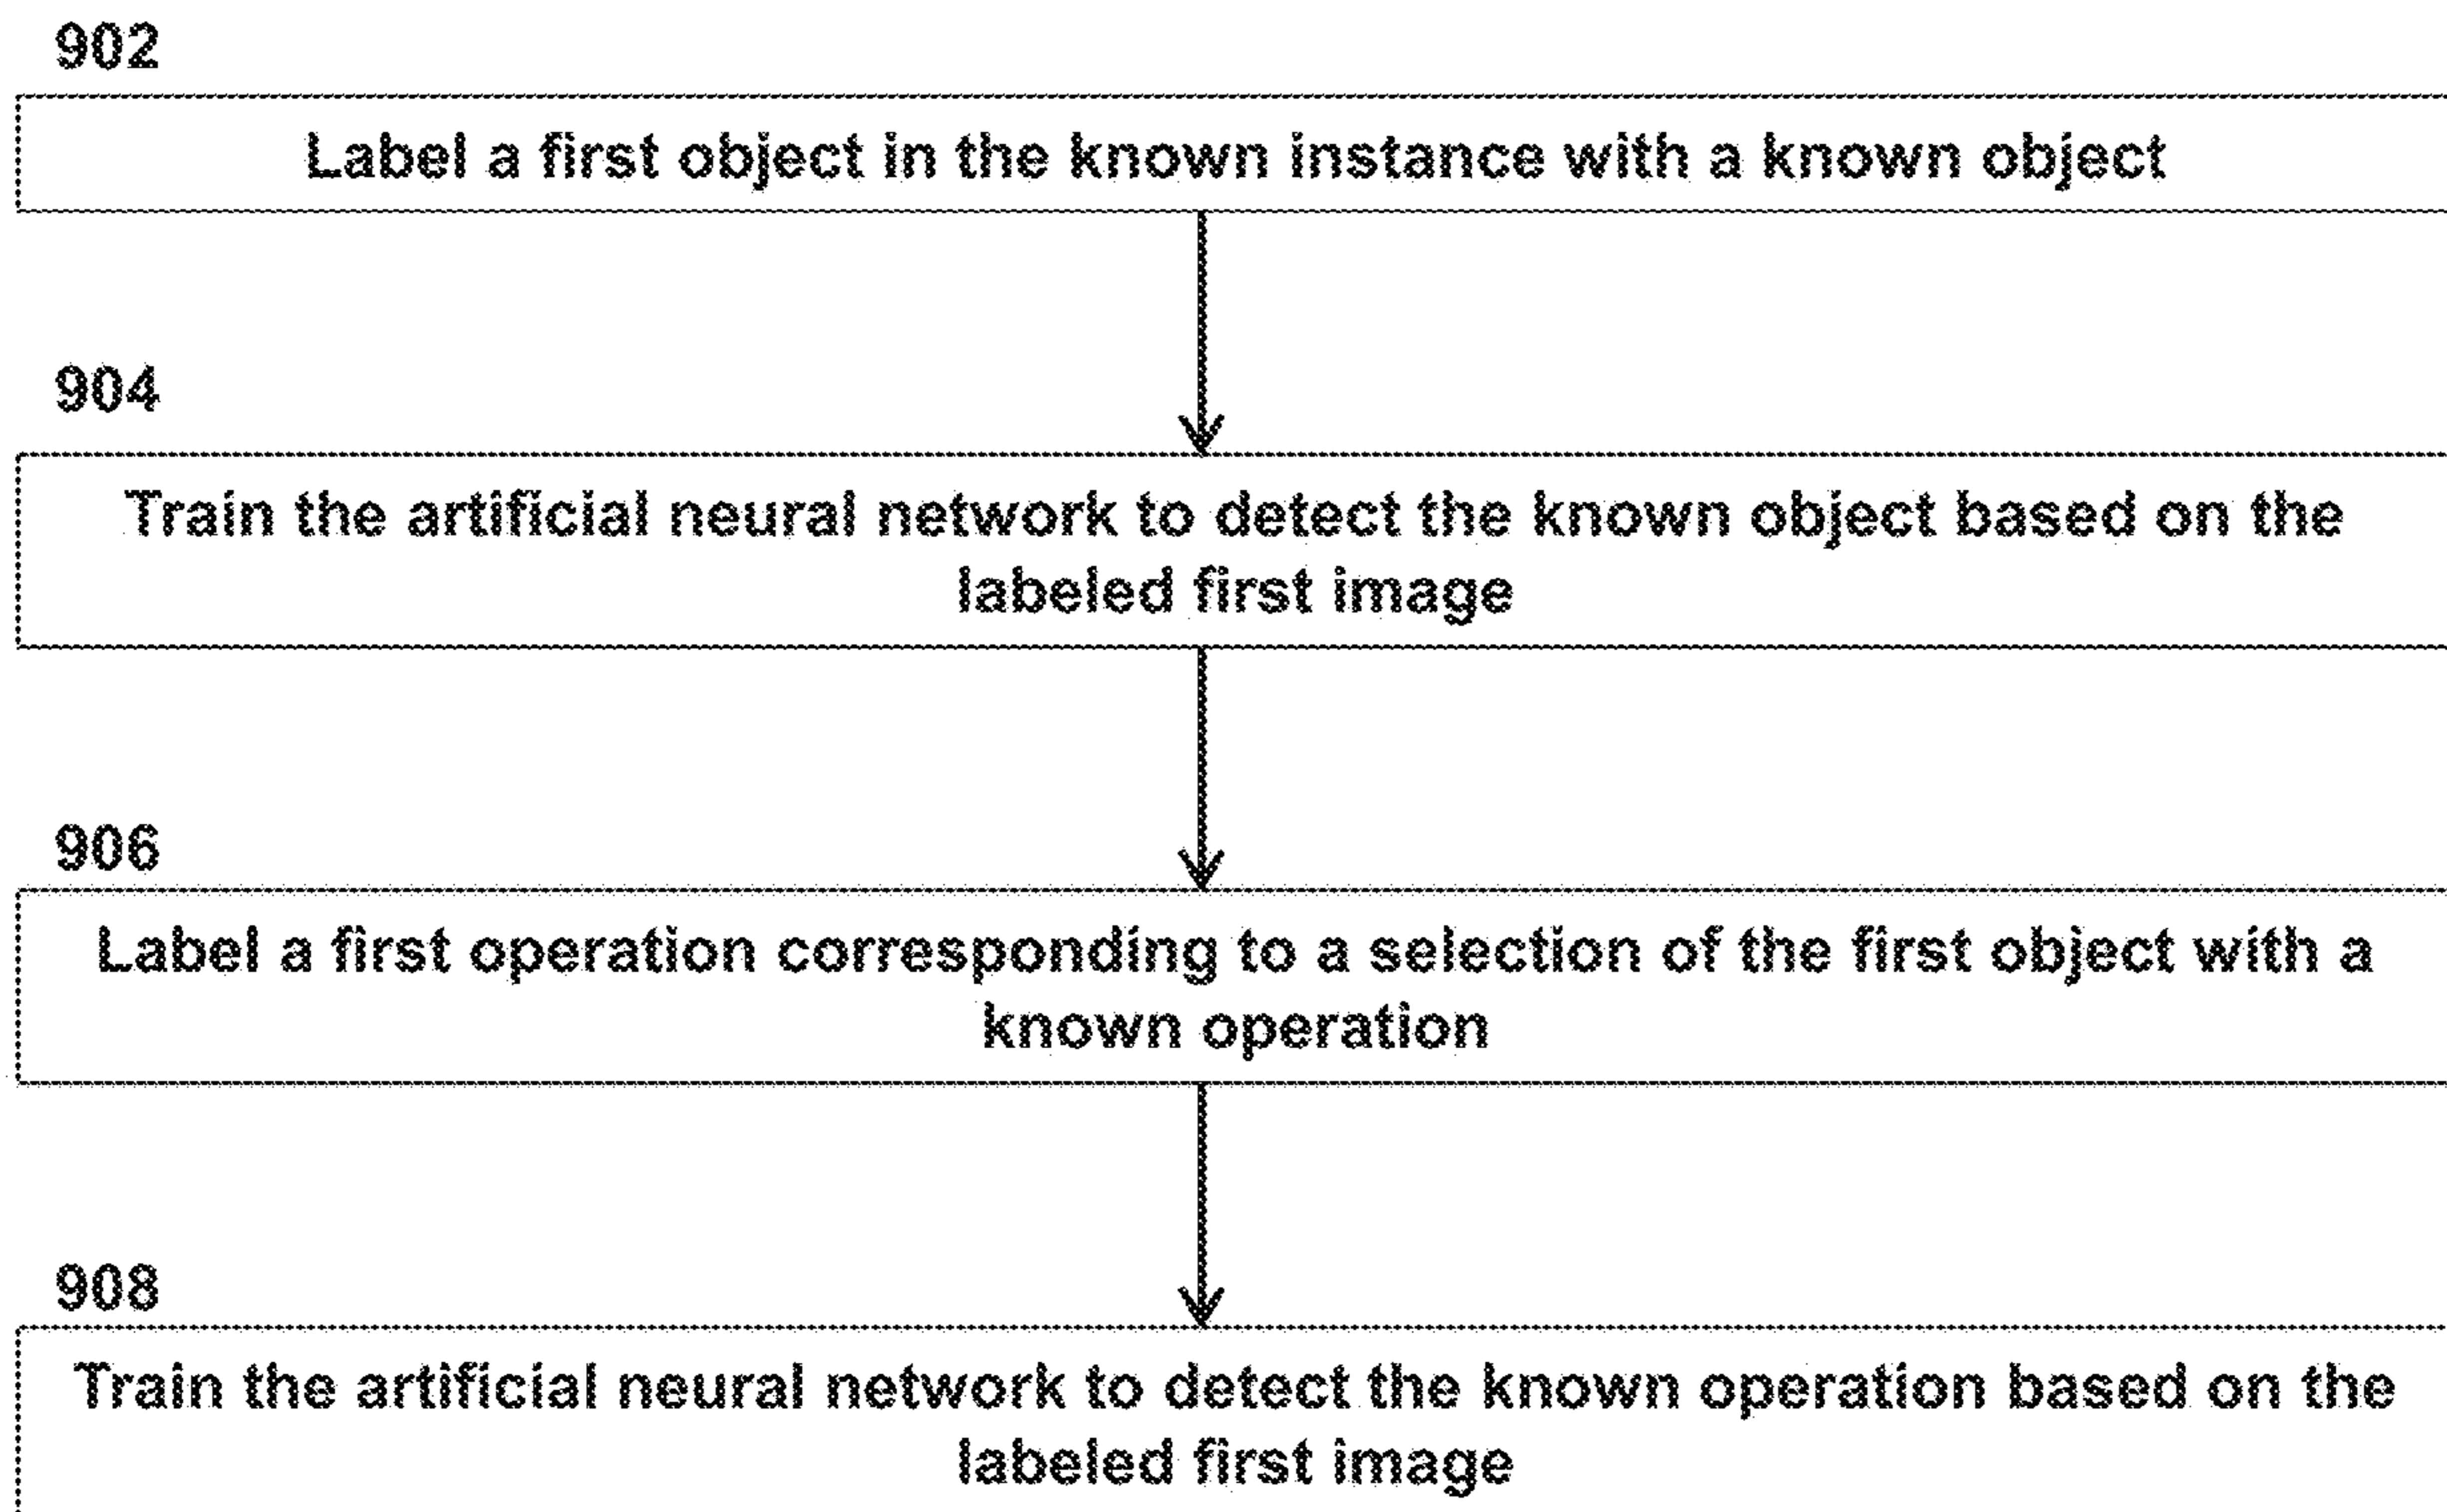 902
Label a first object in the known instance with a known object
904
Train the artificial neural network to detect the known object based on the
labeled first image
906
Label a first operation corresponding to a selection of the first object with a
known operation
908
Train the artificial neural network to detect the known operation based on the
labeled first image